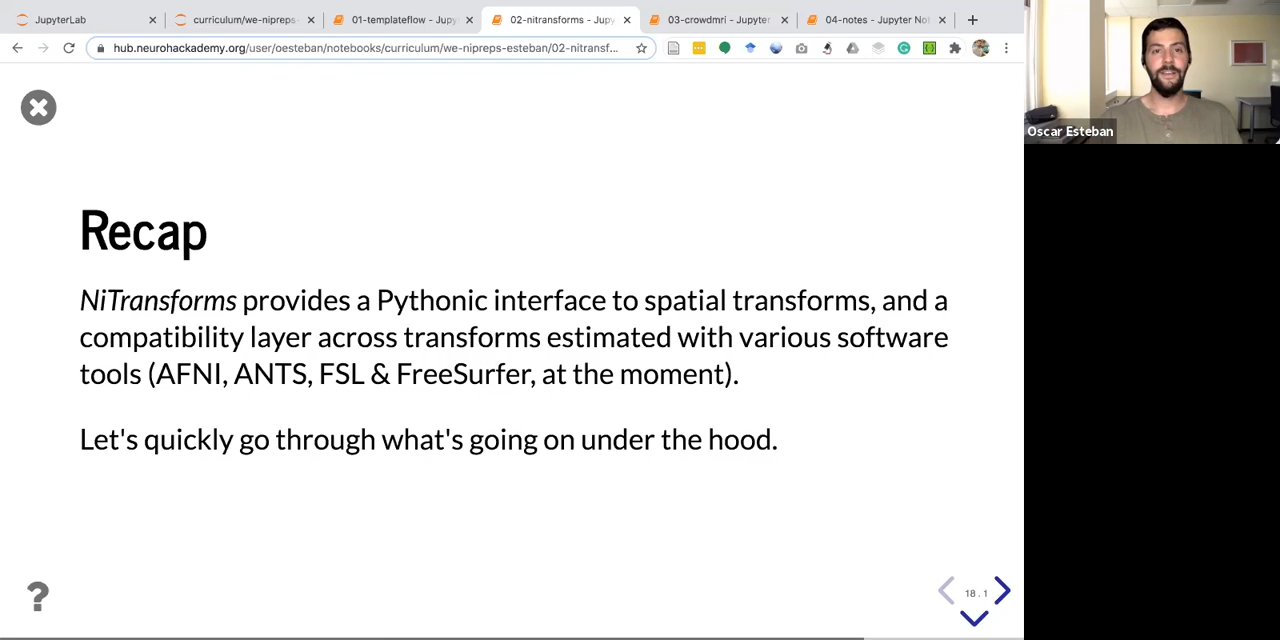 JupyterLab
curriculum/we-nipreps-
01-templateflow - Jupy
02-nitransforms - Jupy
03-crowdmri - Jupyter
04-notes - Jupyter Not
hub.neurohackademy.org/user/oesteban/notebooks/curriculum/we-nipreps-esteban/02-nitransf...
Oscar Esteban
Recap
NiTransforms provides a Pythonic interface to spatial transforms, and a
compatibility layer across transforms estimated with various software
tools (AFNI, ANTS, FSL & FreeSurfer, at the moment).
Let's quickly go through what's going on under the hood.
?
18 . 1